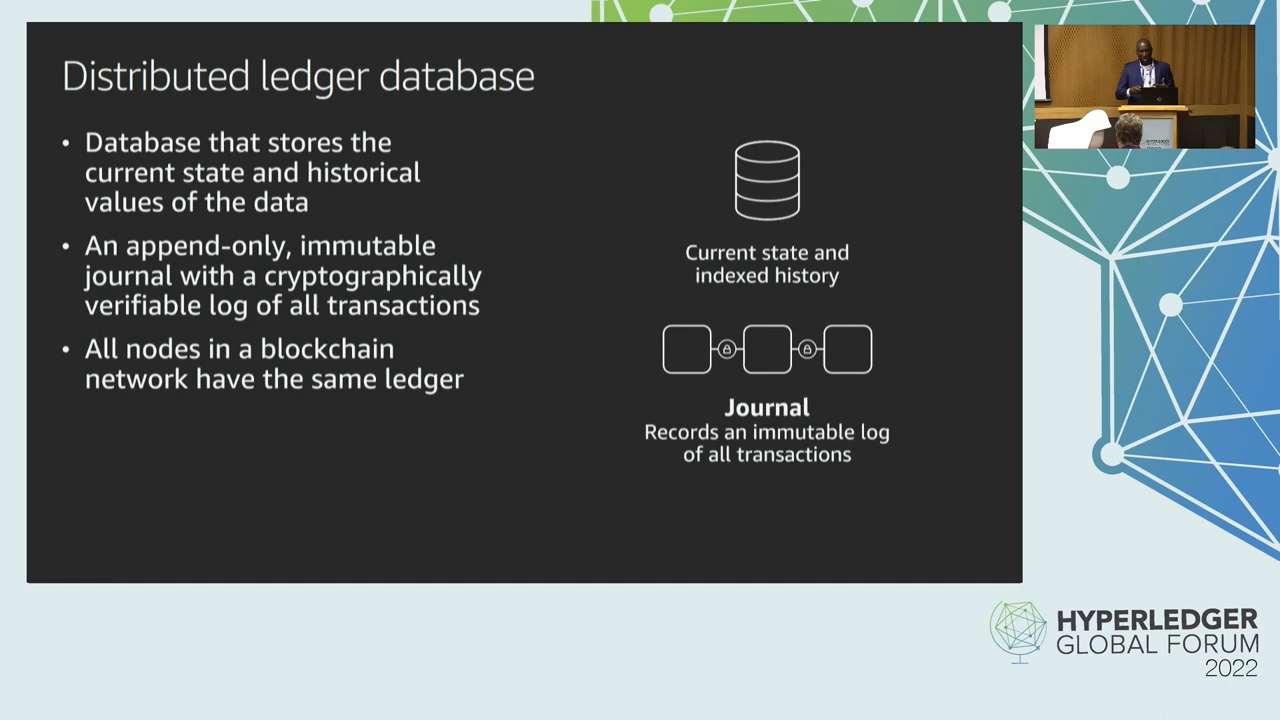 Distributed ledger database
• Database that stores the
current state and historical
values of the data
• An append-only, immutable
journal with a cryptographically
verifiable log of all transactions
• All nodes in a blockchain
network have the same ledger
Current state and
indexed history
Journal
Records an immutable log
of all transactions
HYPERLEDGER
GLOBAL FORUM
2022